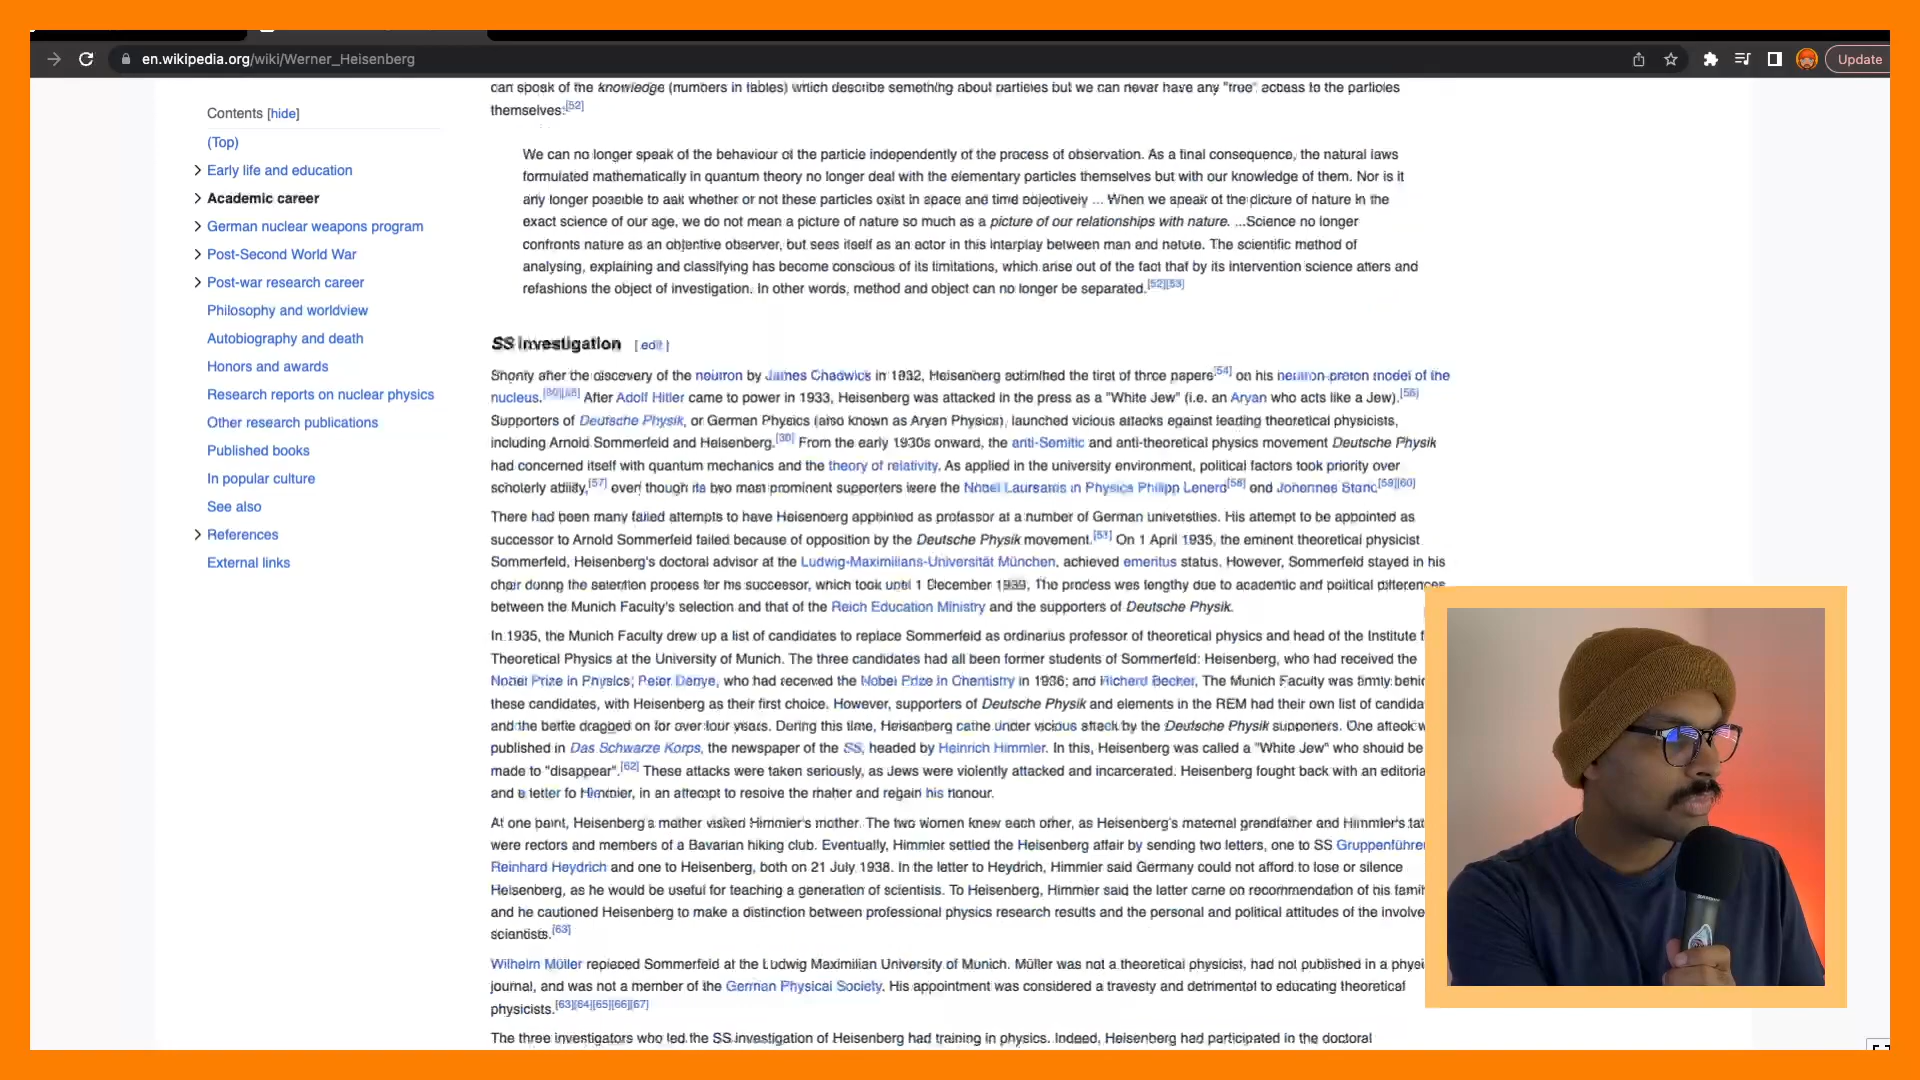 en.wikipedia.org/wiki/Werner_Heisenberg
Update
Contents [hide]
(Top)
Early life and education
Academic career
German nuclear weapons program
Post-Second World War
Post-war research career
Philosophy and worldview
Autobiography and death
Honors and awards
Research reports on nuclear physics
Other research publications
Published books
In popular culture
See also
References
External links
can speak of the knowledge (numbers in tables) which describe something about particles but we can never have any "true" access to the particles
themselves:[52]
We can no longer speak of the behaviour of the particle independently of the process of observation. As a final consequence, the natural laws
formulated mathematically in quantum theory no longer deal with the elementary particles themselves but with our knowledge of them. Nor is it
any longer possible to ask whether or not these particles exist in space and time objectively ... When we speak of the picture of nature in the
exact science of our age, we do not mean a picture of nature so much as a picture of our relationships with nature. ...Science no longer
confronts nature as an objective observer, but sees itself as an actor in this interplay between man and nature. The scientific method of
analysing, explaining and classifying has become conscious of its limitations, which arise out of the fact that by its intervention science alters and
refashions the object of investigation. In other words, method and object can no longer be separated.[52][53]
SS investigation [edit]
Shortly after the discovery of the neutron by James Chadwick in 1932, Heisenberg submitted the first of three papers[54] on his neutron-proton model of the
nucleus. After Adolf Hitler came to power in 1933, Heisenberg was attacked in the press as a "White Jew" (i.e. an Aryan who acts like a Jew).[56]
Supporters of Deutsche Physik, or German Physics (also known as Aryan Physics), launched vicious attacks against leading theoretical physicists,
including Arnold Sommerfeld and Heisenberg.[30] From the early 1930s onward, the anti-Semitic and anti-theoretical physics movement Deutsche Physik
had concerned itself with quantum mechanics and the theory of relativity. As applied in the university environment, political factors took priority over
scholarly ability,[57] even though its two most prominent supporters were the Nobel Laureates in Physics Philipp Lenard[58] and Johannes Stark.[59][60]
There had been many failed attempts to have Heisenberg appointed as professor at a number of German universities. His attempt to be appointed as
successor to Arnold Sommerfeld failed because of opposition by the Deutsche Physik movement. On 1 April 1935, the eminent theoretical physicist
Sommerfeld, Heisenberg's doctoral advisor at the Ludwig-Maximilians-Universität München, achieved emeritus status. However, Sommerfeld stayed in his
chair during the selection process for his successor, which took until 1 December 1939. The process was lengthy due to academic and political differences
between the Munich Faculty's selection and that of the Reich Education Ministry and the supporters of Deutsche Physik.
In 1935, the Munich Faculty drew up a list of candidates to replace Sommerfeld as ordinarius professor of theoretical physics and head of the Institute f
Theoretical Physics at the University of Munich. The three candidates had all been former students of Sommerfeld: Heisenberg, who had received the
Nobel Prize in Physics; Peter Debye, who had received the Nobel Prize in Chemistry in 1936; and Richard Becker. The Munich Faculty was firmly behin
these candidates, with Heisenberg as their first choice. However, supporters of Deutsche Physik and elements in the REM had their own list of candida
and the battle dragged on for over four years. During this time, Heisenberg came under vicious attack by the Deutsche Physik supporters. One attack w
published in Das Schwarze Korps, the newspaper of the SS, headed by Heinrich Himmler. In this, Heisenberg was called a "White Jew" who should be
made to "disappear".[62] These attacks were taken seriously, as Jews were violently attacked and incarcerated. Heisenberg fought back with an editoria
and a letter to Himmler, in an attempt to resolve the matter and regain his honour.
At one point, Heisenberg's mother visited Himmler's mother. The two women knew each other, as Heisenberg's maternal grandfather and Himmler's fat
were rectors and members of a Bavarian hiking club. Eventually, Himmler settled the Heisenberg affair by sending two letters, one to SS Gruppenführe
Reinhard Heydrich and one to Heisenberg, both on 21 July 1938. In the letter to Heydrich, Himmler said Germany could not afford to lose or silence
Heisenberg, as he would be useful for teaching a generation of scientists. To Heisenberg, Himmler said the letter came on recommendation of his famil
and he cautioned Heisenberg to make a distinction between professional physics research results and the personal and political attitudes of the involve
scientists.[63]
Wilhelm Müller replaced Sommerfeld at the Ludwig Maximilian University of Munich. Müller was not a theoretical physicist, had not published in a physi
journal, and was not a member of the German Physical Society. His appointment was considered a travesty and detrimental to educating theoretical
physicists.[63][64][65][66][67]
The three investigators who led the SS investigation of Heisenberg had training in physics. Indeed, Heisenberg had participated in the doctoral